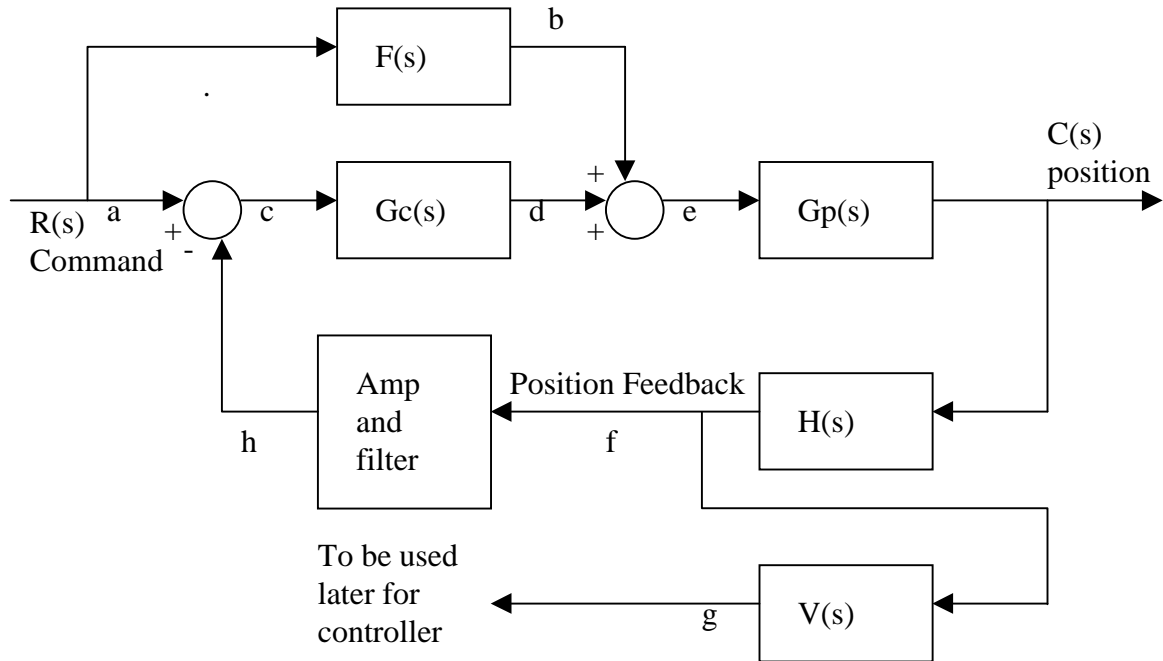 b
F(s)
C(s)
position
+
a
c
Gc(s)
d
e
Gp(s)
R(s)
Command
+
-
+
Amp
and
filter
Position Feedback
H(s)
h
f
To be used
later for
controller
g
V(s)